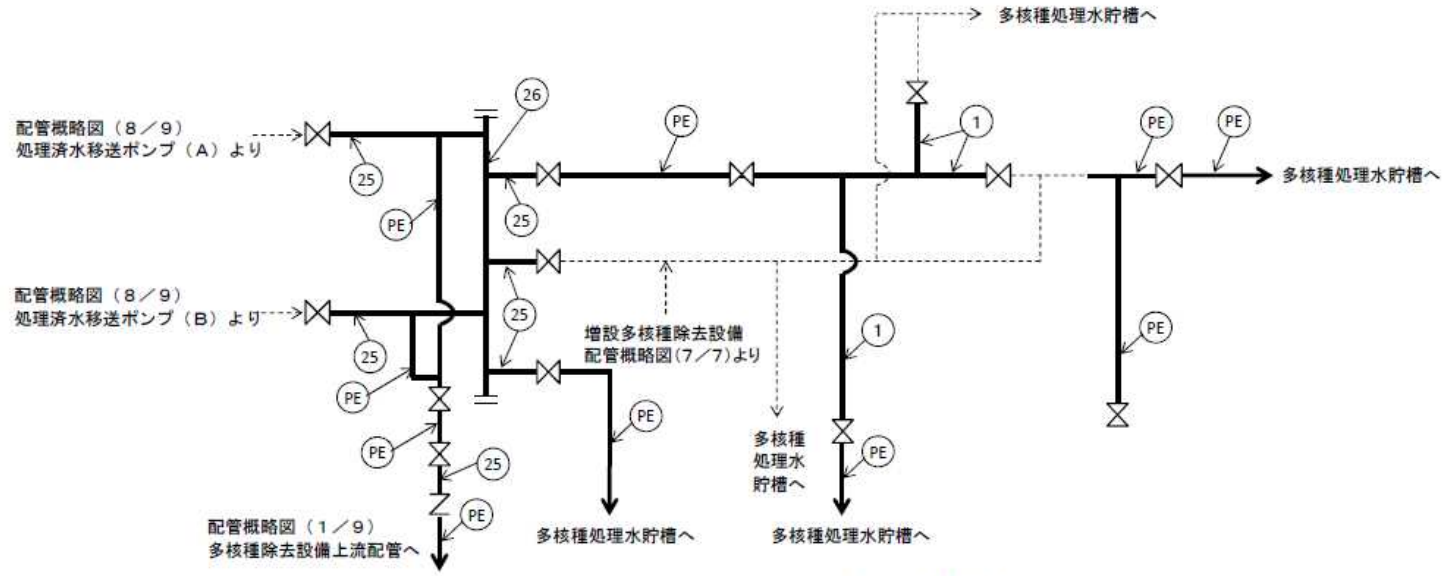 多核種処理水貯槽へ
26
PE
1
PE
PE
配管概略図（８／９）
処理済水移送ポンプ（Ａ）より
25
25
PE
多核種処理水貯槽へ
配管概略図（８／９）
処理済水移送ポンプ（Ｂ）より
25
25
増設多核種除去設備
配管概略図(７/７)より
1
PE
PE
PE
PE
25
多核種
処理水
貯槽へ
PE
PE
配管概略図（１／９）
多核種除去設備上流配管へ
多核種処理水貯槽へ
多核種処理水貯槽へ